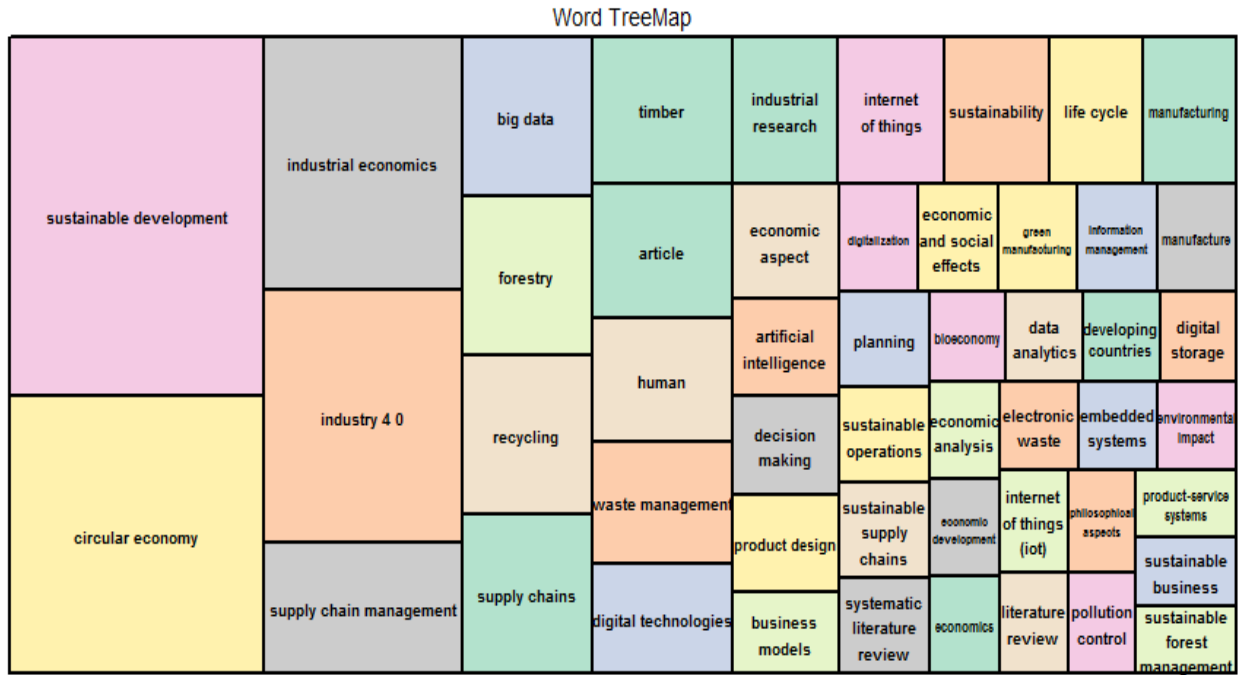 Word TreeMap
sustainable development
circular economy
industrial economics
industry 4 0
supply chain management
big data
forestry
recycling
supply chains
timber
article
human
waste management
digital technologies
industrial
research
economic
aspect
artificial
intelligence
decision
making
product design
business
models
internet
of things
sustainability
life cycle
manufacturing
digitalization
economic
and social
effects
green
manufacturing
information
management
manufacture
planning
bioeconomy
data
analytics
developing
countries
digital
storage
sustainable
operations
economic
analysis
electronic
waste
embedded
systems
environmental
impact
sustainable
supply
chains
economic
development
internet
of things
(iot)
philosophical
aspects
product-service
systems
sustainable
business
systematic
literature
review
economics
literature
review
pollution
control
sustainable
forest
management